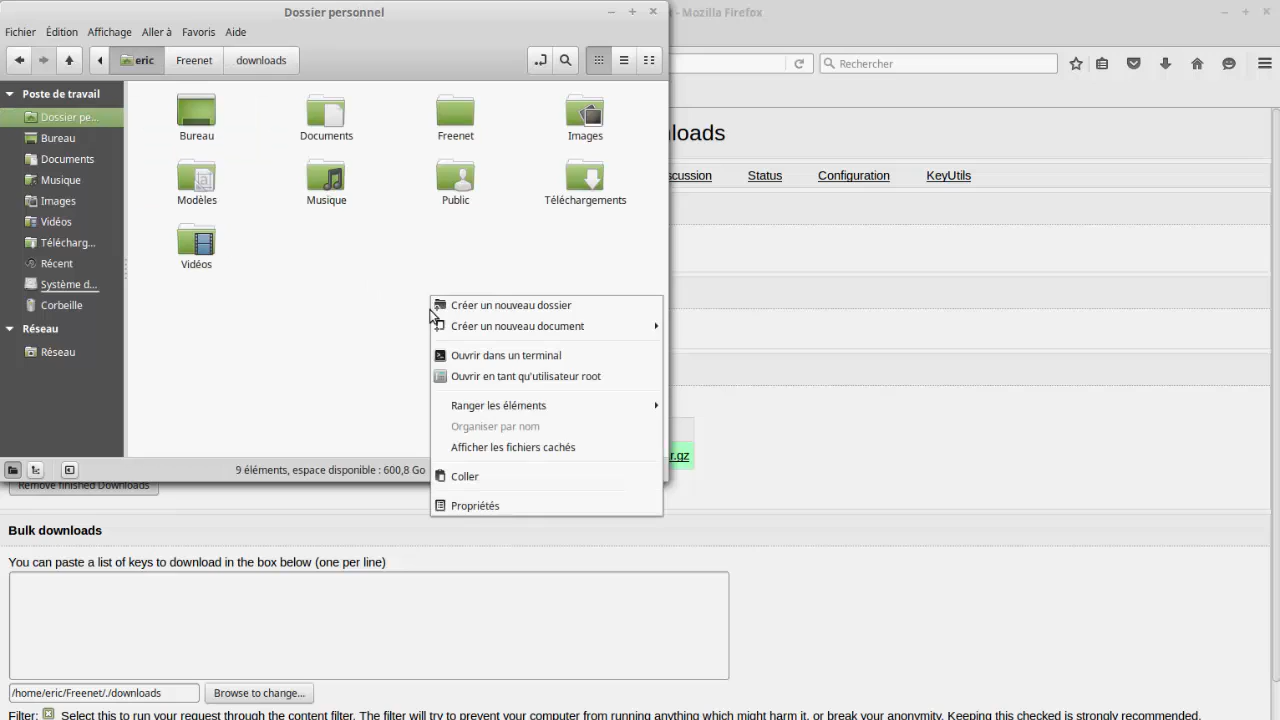 Dossier personnel
- Mozilla Firefox
Fichier Édition Affichage Aller à Favoris Aide
eric Freenet downloads
Rechercher
Poste de travail
Dossier pe...
Bureau
Documents
Musique
Images
Vidéos
Télécharg...
Récent
Système d...
Corbeille
Réseau
Réseau
Bureau Documents Freenet Images
Modèles Musique Public Téléchargements
Vidéos
loads
scussion Status Configuration KeyUtils
Créer un nouveau dossier
Créer un nouveau document
Ouvrir dans un terminal
Ouvrir en tant qu'utilisateur root
Ranger les éléments
Organiser par nom
Afficher les fichiers cachés
Coller
Propriétés
r.gz
9 éléments, espace disponible : 600,8 Go
Remove finished Downloads
Bulk downloads
You can paste a list of keys to download in the box below (one per line)
/home/eric/Freenet/./downloads Browse to change...
Filter: Select this to run your request through the content filter. The filter will try to prevent your computer from running anything which might harm it, or break your anonymity. Keeping this checked is strongly recommended.